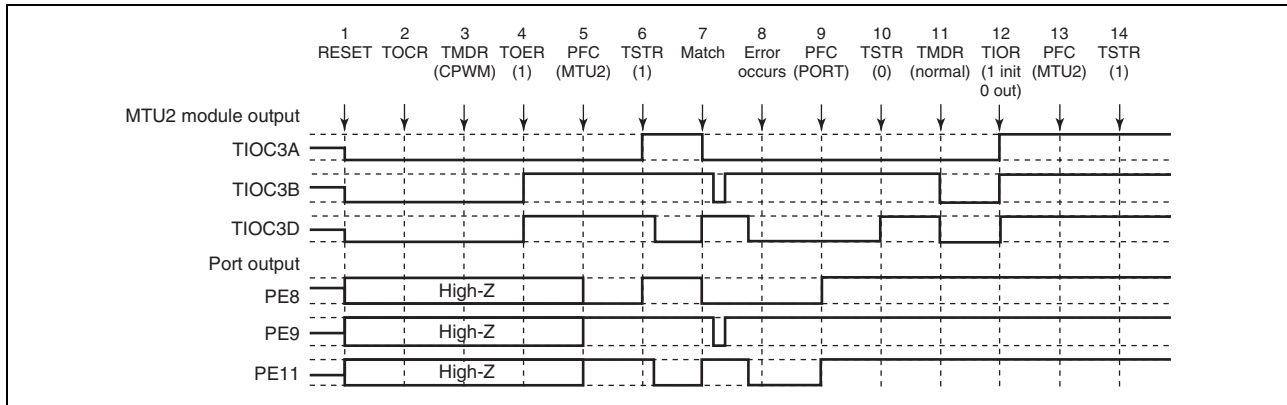 1 2 3 4 5 6 7 8 9 10 11 12 13 14
RESET TOCR TMDR TOER PFC TSTR Match Error PFC TSTR TMDR TIOR PFC TSTR
(CPWM) (1) (MTU2) (1) occurs (PORT) (0) (normal) (1 init (MTU2) (1)
0 out)
MTU2 module output
TIOC3A
TIOC3B
TIOC3D
Port output
PE8 High-Z
PE9 High-Z
PE11 High-Z